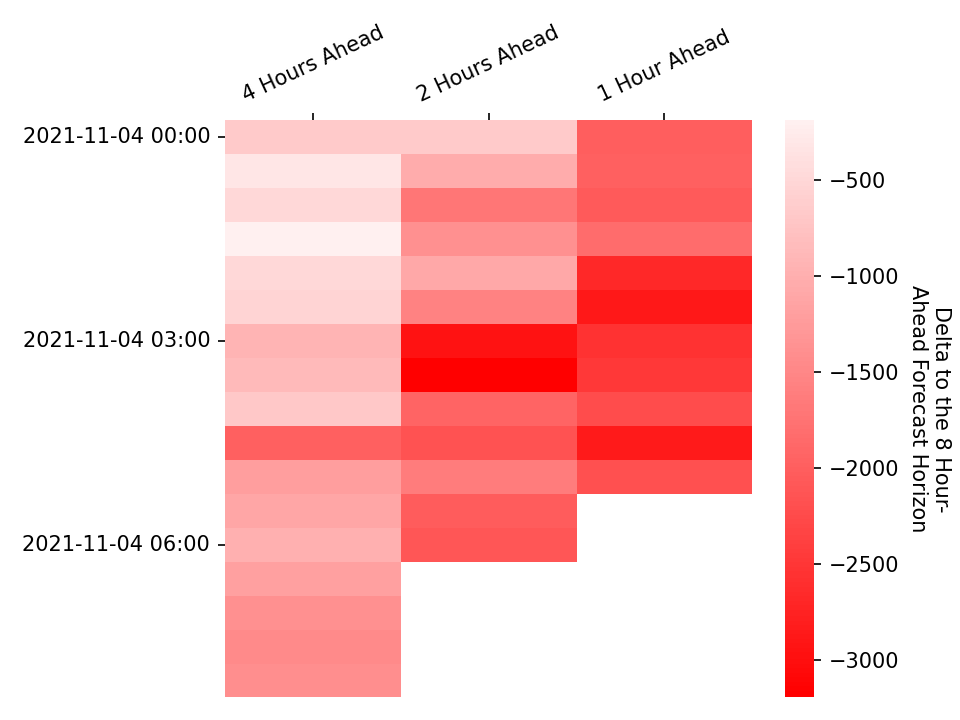 4 Hours Ahead
2 Hours Ahead
1 Hour Ahead
2021-11-04 00:00
2021-11-04 03:00
2021-11-04 06:00
−500
−1000
−1500
−2000
−2500
−3000
Delta to the 8 Hour-
Ahead Forecast Horizon